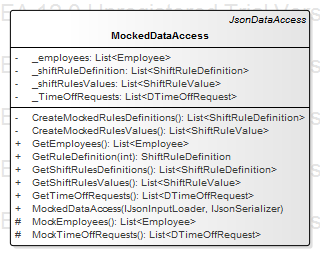 JsonDataAccess
MockedDataAccess
- _employees: List<Employee>
- _shiftRuleDefinition: List<ShiftRuleDefinition>
- _shiftRulesValues: List<ShiftRuleValue>
- _TimeOffRequests: List<DTimeOffRequest>
- CreateMockedRulesDefinitions(): List<ShiftRuleDefinition>
- CreateMockedRulesValues(): List<ShiftRuleValue>
+ GetEmployees(): List<Employee>
+ GetRuleDefinition(int): ShiftRuleDefinition
+ GetShiftRulesDefinitions(): List<ShiftRuleDefinition>
+ GetShiftRulesValues(): List<ShiftRuleValue>
+ GetTimeOffRequests(): List<DTimeOffRequest>
+ MockedDataAccess(IJsonInputLoader, IJsonSerializer)
# MockEmployees(): List<Employee>
# MockTimeOffRequests(): List<DTimeOffRequest>